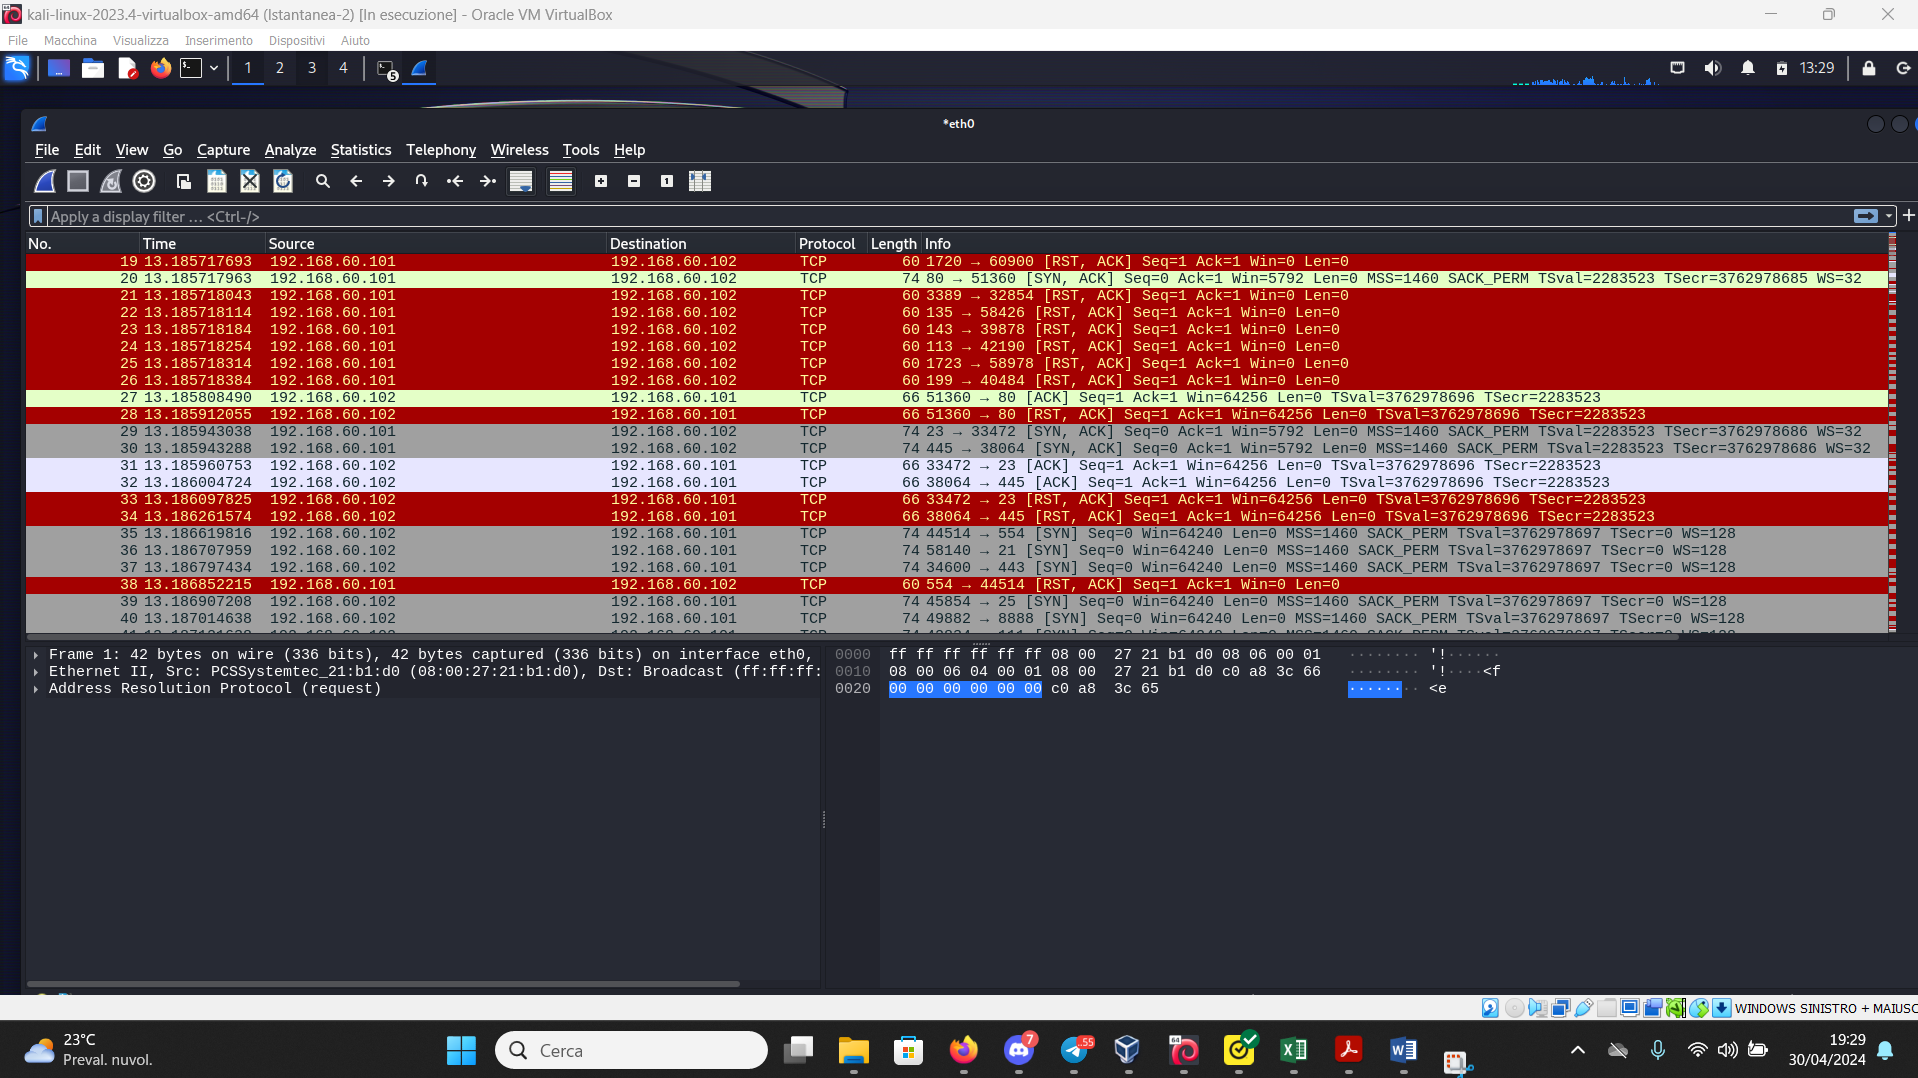 kali-linux-2023.4-virtualbox-amd64 (Istantanea-2) [In esecuzione] - Oracle VM VirtualBox
File Macchina Visualizza Inserimento Dispositivi Aiuto
1 2 3 4 5 13:29
*eth0
File Edit View Go Capture Analyze Statistics Telephony Wireless Tools Help
Apply a display filter ... <Ctrl-/>
No. Time Source Destination Protocol Length Info
19 13.185717693 192.168.60.101 192.168.60.102 TCP 60 1720 → 60900 [RST, ACK] Seq=1 Ack=1 Win=0 Len=0
20 13.185717963 192.168.60.101 192.168.60.102 TCP 74 80 → 51360 [SYN, ACK] Seq=0 Ack=1 Win=5792 Len=0 MSS=1460 SACK_PERM TSval=2283523 TSecr=3762978685 WS=32
21 13.185718043 192.168.60.101 192.168.60.102 TCP 60 3389 → 32854 [RST, ACK] Seq=1 Ack=1 Win=0 Len=0
22 13.185718114 192.168.60.101 192.168.60.102 TCP 60 135 → 58426 [RST, ACK] Seq=1 Ack=1 Win=0 Len=0
23 13.185718184 192.168.60.101 192.168.60.102 TCP 60 143 → 39878 [RST, ACK] Seq=1 Ack=1 Win=0 Len=0
24 13.185718254 192.168.60.101 192.168.60.102 TCP 60 113 → 42190 [RST, ACK] Seq=1 Ack=1 Win=0 Len=0
25 13.185718314 192.168.60.101 192.168.60.102 TCP 60 1723 → 58978 [RST, ACK] Seq=1 Ack=1 Win=0 Len=0
26 13.185718384 192.168.60.101 192.168.60.102 TCP 60 199 → 40484 [RST, ACK] Seq=1 Ack=1 Win=0 Len=0
27 13.185808490 192.168.60.102 192.168.60.101 TCP 66 51360 → 80 [ACK] Seq=1 Ack=1 Win=64256 Len=0 TSval=3762978696 TSecr=2283523
28 13.185912055 192.168.60.102 192.168.60.101 TCP 66 51360 → 80 [RST, ACK] Seq=1 Ack=1 Win=64256 Len=0 TSval=3762978696 TSecr=2283523
29 13.185943038 192.168.60.101 192.168.60.102 TCP 74 23 → 33472 [SYN, ACK] Seq=0 Ack=1 Win=5792 Len=0 MSS=1460 SACK_PERM TSval=2283523 TSecr=3762978686 WS=32
30 13.185943288 192.168.60.101 192.168.60.102 TCP 74 445 → 38064 [SYN, ACK] Seq=0 Ack=1 Win=5792 Len=0 MSS=1460 SACK_PERM TSval=2283523 TSecr=3762978686 WS=32
31 13.185960753 192.168.60.102 192.168.60.101 TCP 66 33472 → 23 [ACK] Seq=1 Ack=1 Win=64256 Len=0 TSval=3762978696 TSecr=2283523
32 13.186004724 192.168.60.102 192.168.60.101 TCP 66 38064 → 445 [ACK] Seq=1 Ack=1 Win=64256 Len=0 TSval=3762978696 TSecr=2283523
33 13.186097825 192.168.60.102 192.168.60.101 TCP 66 33472 → 23 [RST, ACK] Seq=1 Ack=1 Win=64256 Len=0 TSval=3762978696 TSecr=2283523
34 13.186261574 192.168.60.102 192.168.60.101 TCP 66 38064 → 445 [RST, ACK] Seq=1 Ack=1 Win=64256 Len=0 TSval=3762978696 TSecr=2283523
35 13.186619816 192.168.60.102 192.168.60.101 TCP 74 44514 → 554 [SYN] Seq=0 Win=64240 Len=0 MSS=1460 SACK_PERM TSval=3762978697 TSecr=0 WS=128
36 13.186707959 192.168.60.102 192.168.60.101 TCP 74 58140 → 21 [SYN] Seq=0 Win=64240 Len=0 MSS=1460 SACK_PERM TSval=3762978697 TSecr=0 WS=128
37 13.186797434 192.168.60.102 192.168.60.101 TCP 74 34600 → 443 [SYN] Seq=0 Win=64240 Len=0 MSS=1460 SACK_PERM TSval=3762978697 TSecr=0 WS=128
38 13.186852215 192.168.60.101 192.168.60.102 TCP 60 554 → 44514 [RST, ACK] Seq=1 Ack=1 Win=0 Len=0
39 13.186907208 192.168.60.102 192.168.60.101 TCP 74 45854 → 25 [SYN] Seq=0 Win=64240 Len=0 MSS=1460 SACK_PERM TSval=3762978697 TSecr=0 WS=128
40 13.187014638 192.168.60.102 192.168.60.101 TCP 74 49882 → 8888 [SYN] Seq=0 Win=64240 Len=0 MSS=1460 SACK_PERM TSval=3762978697 TSecr=0 WS=128
Frame 1: 42 bytes on wire (336 bits), 42 bytes captured (336 bits) on interface eth0,
Ethernet II, Src: PCSSystemtec_21:b1:d0 (08:00:27:21:b1:d0), Dst: Broadcast (ff:ff:ff:
Address Resolution Protocol (request)
0000 ff ff ff ff ff ff 08 00 27 21 b1 d0 08 06 00 01 ········ '!······
0010 08 00 06 04 00 01 08 00 27 21 b1 d0 c0 a8 3c 66 ········ '!····<f
0020 00 00 00 00 00 00 c0 a8 3c 65 ········ <e
WINDOWS SINISTRO + MAIUSC
23°C
Preval. nuvol.
Cerca
7
.55
64
19:29
30/04/2024